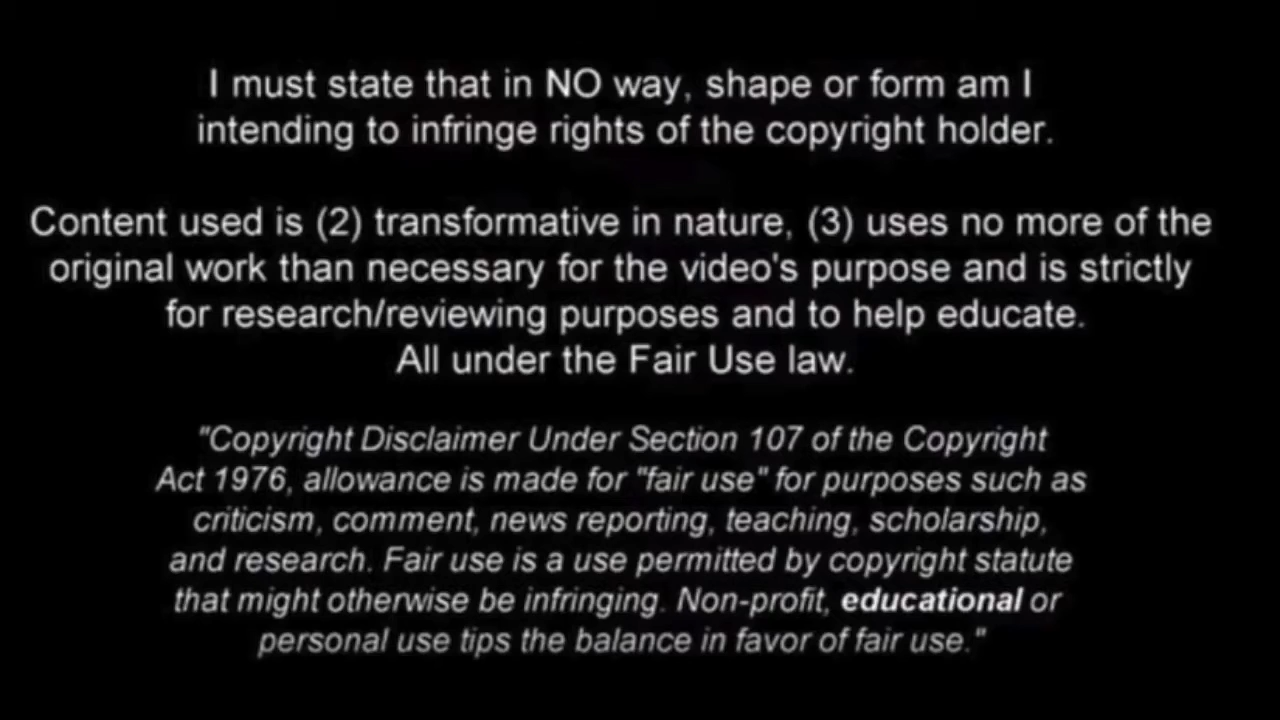 I must state that in NO way, shape or form am I
intending to infringe rights of the copyright holder.
Content used is (2) transformative in nature, (3) uses no more of the
original work than necessary for the video's purpose and is strictly
for research/reviewing purposes and to help educate.
All under the Fair Use law.
"Copyright Disclaimer Under Section 107 of the Copyright
Act 1976, allowance is made for "fair use" for purposes such as
criticism, comment, news reporting, teaching, scholarship,
and research. Fair use is a use permitted by copyright statute
that might otherwise be infringing. Non-profit, educational or
personal use tips the balance in favor of fair use."